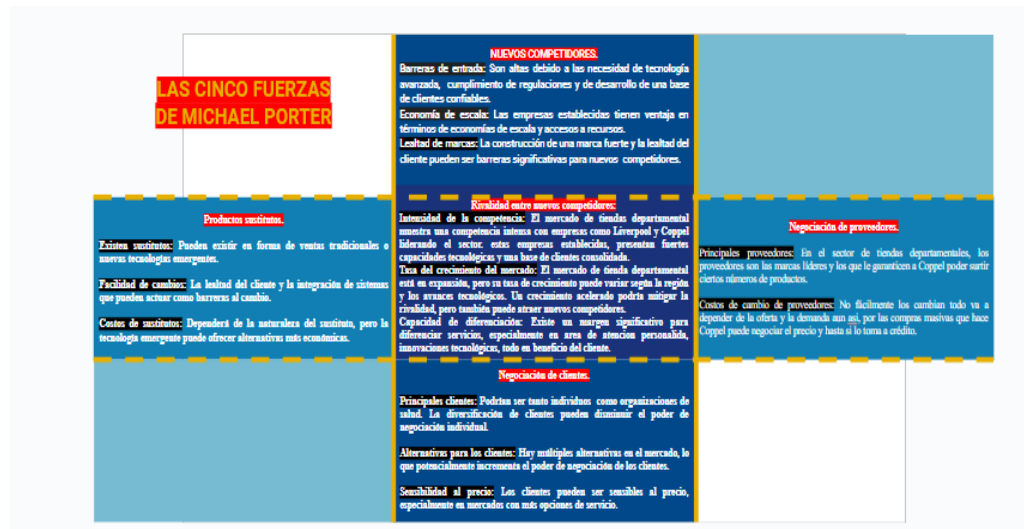 LAS CINCO FUERZAS
DE MICHAEL PORTER
NUEVOS COMPETIDORES.
Barreras de entrada: Son altas debido a las necesidad de tecnología
avanzada, cumplimiento de regulaciones y de desarrollo de una base
de clientes confiables.
Economía de escala: Las empresas establecidas tienen ventaja en
términos de economías de escala y accesos a recursos.
Lealtad de marcas: La construcción de una marca fuerte y la lealtad del
cliente pueden ser barreras significativas para nuevos competidores.
Productos sustitutos.
Existen sustitutos: Pueden existir en forma de ventas tradicionales o
nuevas tecnologías emergentes.
Facilidad de cambios: La lealtad del cliente y la integración de sistemas
que pueden actuar como barreras al cambio.
Costos de sustitutos: Dependerá de la naturaleza del sustituto, pero la
tecnología emergente puede ofrecer alternativas más económicas.
Rivalidad entre nuevos competidores:
Intensidad de la competencia: El mercado de tiendas departamental
muestra una competencia intensa con empresas como Liverpool y Coppel
liderando el sector. estas empresas establecidas, presentan fuertes
capacidades tecnológicas y una base de clientes consolidada.
Tasa del crecimiento del mercado: El mercado de tienda departamental
está en expansión, pero su tasa de crecimiento puede variar según la región
y los avances tecnológicos. Un crecimiento acelerado podría mitigar la
rivalidad, pero también puede atraer nuevos competidores.
Capacidad de diferenciación: Existe un margen significativo para
diferenciar servicios, especialmente en area de atencion personalida,
innovaciones tecnológicas, todo en beneficio del cliente.
Negociación de proveedores.
Principales proveedores: En el sector de tiendas departamentales, los
proveedores son las marcas líderes y los que le garanticen a Coppel poder surtir
ciertos números de productos.
Costos de cambio de proveedores: No fácilmente los cambian todo va a
depender de la oferta y la demanda aun asi, por las compras masivas que hace
Coppel puede negociar el precio y hasta si lo toma a crédito.
Negociación de clientes.
Principales clientes: Podrían ser tanto individuos como organizaciones de
salud. La diversificación de clientes pueden disminuir el poder de
negociación individual.
Alternativas para los clientes: Hay múltiples alternativas en el mercado, lo
que potencialmente incrementa el poder de negociación de los clientes.
Sensibilidad al precio: Los clientes pueden ser sensibles al precio,
especialmente en mercados con más opciones de servicio.